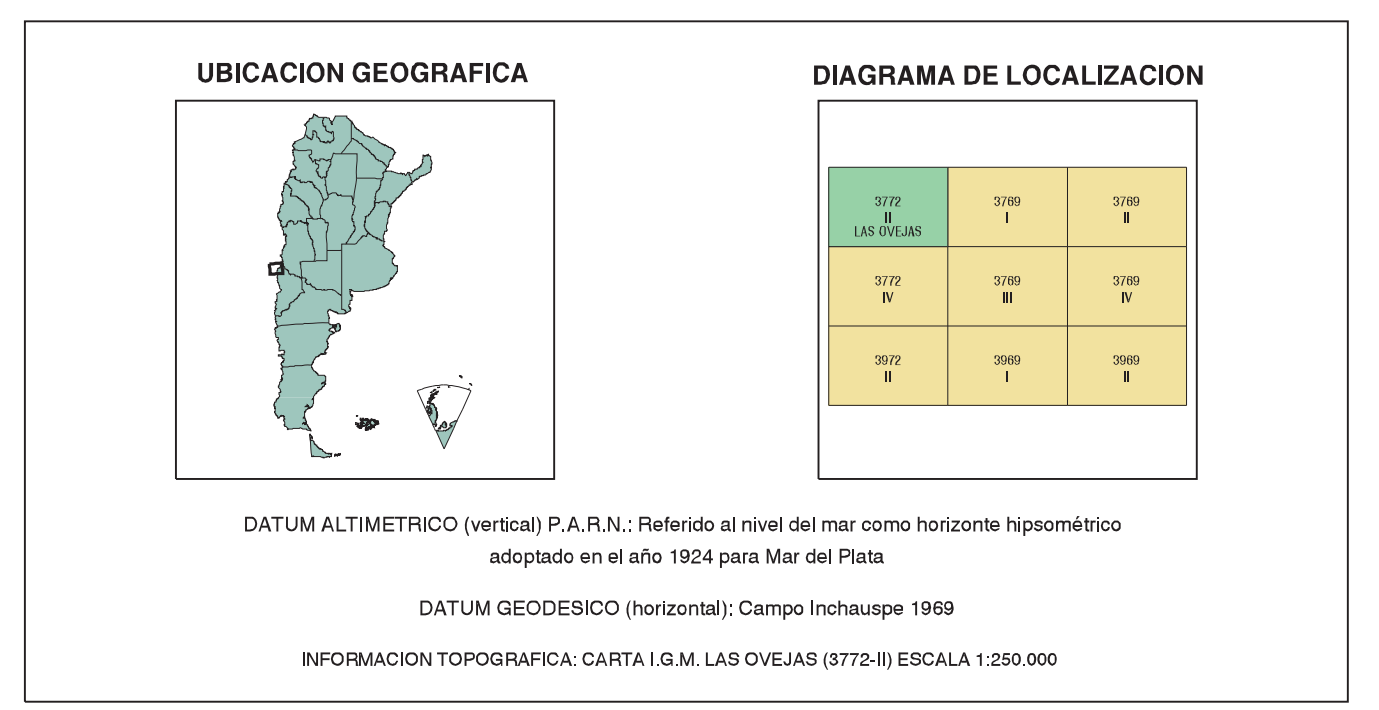 UBICACION GEOGRAFICA
DIAGRAMA DE LOCALIZACION
3772
II
LAS OVEJAS
3769
I
3769
II
3772
IV
3769
III
3769
IV
3972
II
3969
I
3969
II
DATUM ALTIMETRICO (vertical) P.A.R.N.: Referido al nivel del mar como horizonte hipsométrico
adoptado en el año 1924 para Mar del Plata
DATUM GEODESICO (horizontal): Campo Inchauspe 1969
INFORMACION TOPOGRAFICA: CARTA I.G.M. LAS OVEJAS (3772-II) ESCALA 1:250.000